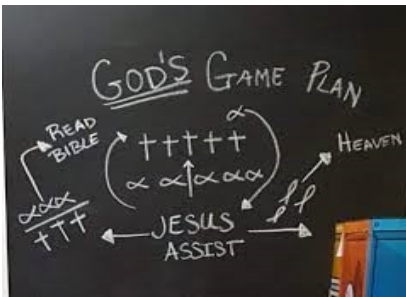 GOD'S GAME PLAN
READ
BIBLE
HEAVEN
JESUS
ASSIST